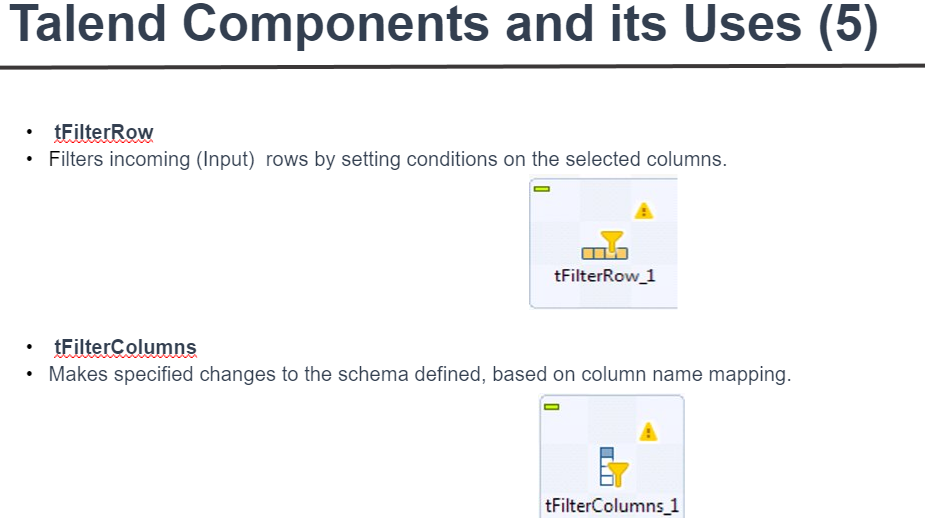 Talend Components and its Uses (5)
• tFilterRow
• Filters incoming (Input) rows by setting conditions on the selected columns.
tFilterRow_1
• tFilterColumns
• Makes specified changes to the schema defined, based on column name mapping.
tFilterColumns_1